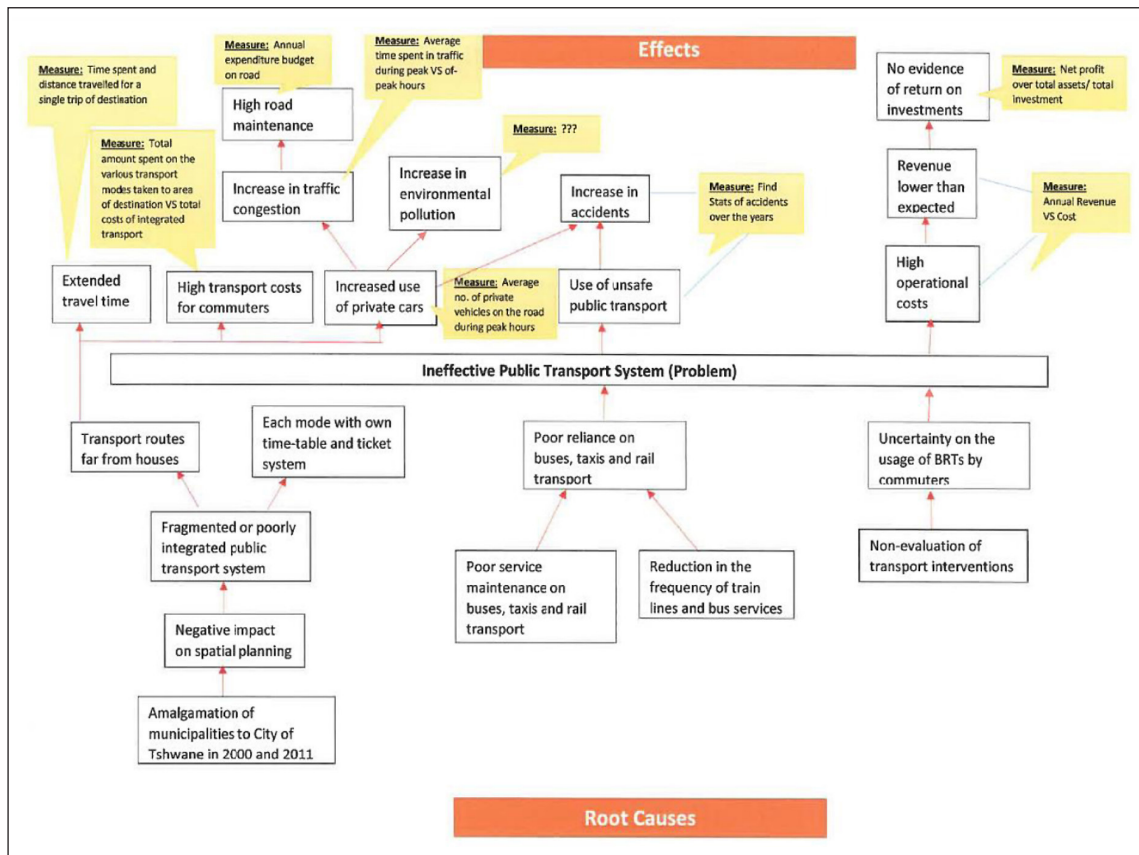 Effects
Measure: Time spent and
distance travelled for a
single trip of destination
Measure: Annual
expenditure budget
on road
Measure: Average
time spent in traffic
during peak VS of-
peak hours
High road
maintenance
No evidence
of return on
investments
Measure: Net profit
over total assets/ total
investment
Measure: Total
amount spent on the
various transport
modes taken to area
of destination VS total
costs of integrated
transport
Increase in traffic
congestion
Increase in
environmental
pollution
Measure: ???
Increase in
accidents
Measure: Find
Stats of accidents
over the years
Revenue
lower than
expected
Measure:
Annual Revenue
VS Cost
Extended
travel time
High transport costs
for commuters
Increased use
of private cars
Measure: Average
no. of private
vehicles on the road
during peak hours
Use of unsafe
public transport
High
operational
costs
Ineffective Public Transport System (Problem)
Transport routes
far from houses
Each mode with own
time-table and ticket
system
Poor reliance on
buses, taxis and rail
transport
Uncertainty on the
usage of BRTs by
commuters
Fragmented or poorly
integrated public
transport system
Poor service
maintenance on
buses, taxis and rail
transport
Reduction in the
frequency of train
lines and bus services
Non-evaluation of
transport interventions
Negative impact
on spatial planning
Amalgamation of
municipalities to City of
Tshwane in 2000 and 2011
Root Causes